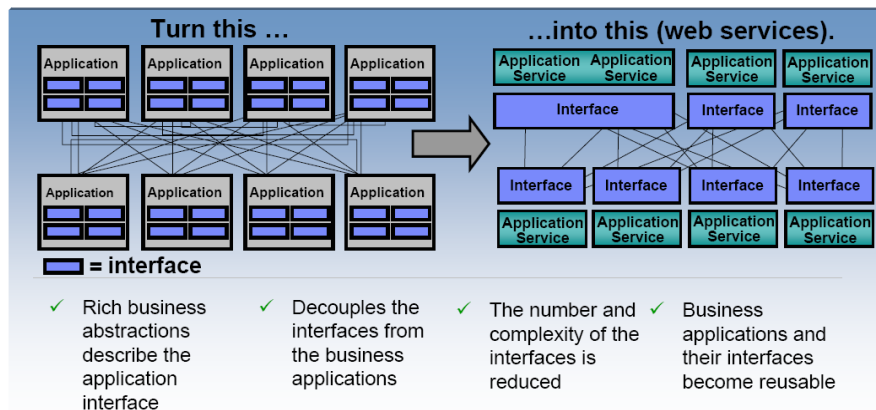 Turn this …
…into this (web services).
Application
Application
Application
Application
Application
Service
Application
Service
Application
Service
Application
Service
Interface
Interface
Interface
Application
Application
Application
Application
Interface
Interface
Interface
Interface
Application
Service
Application
Service
Application
Service
Application
Service
= interface
✓ Rich business
abstractions
describe the
application
interface
✓ Decouples the
interfaces from
the business
applications
✓ The number and
complexity of the
interfaces is
reduced
✓ Business
applications and
their interfaces
become reusable